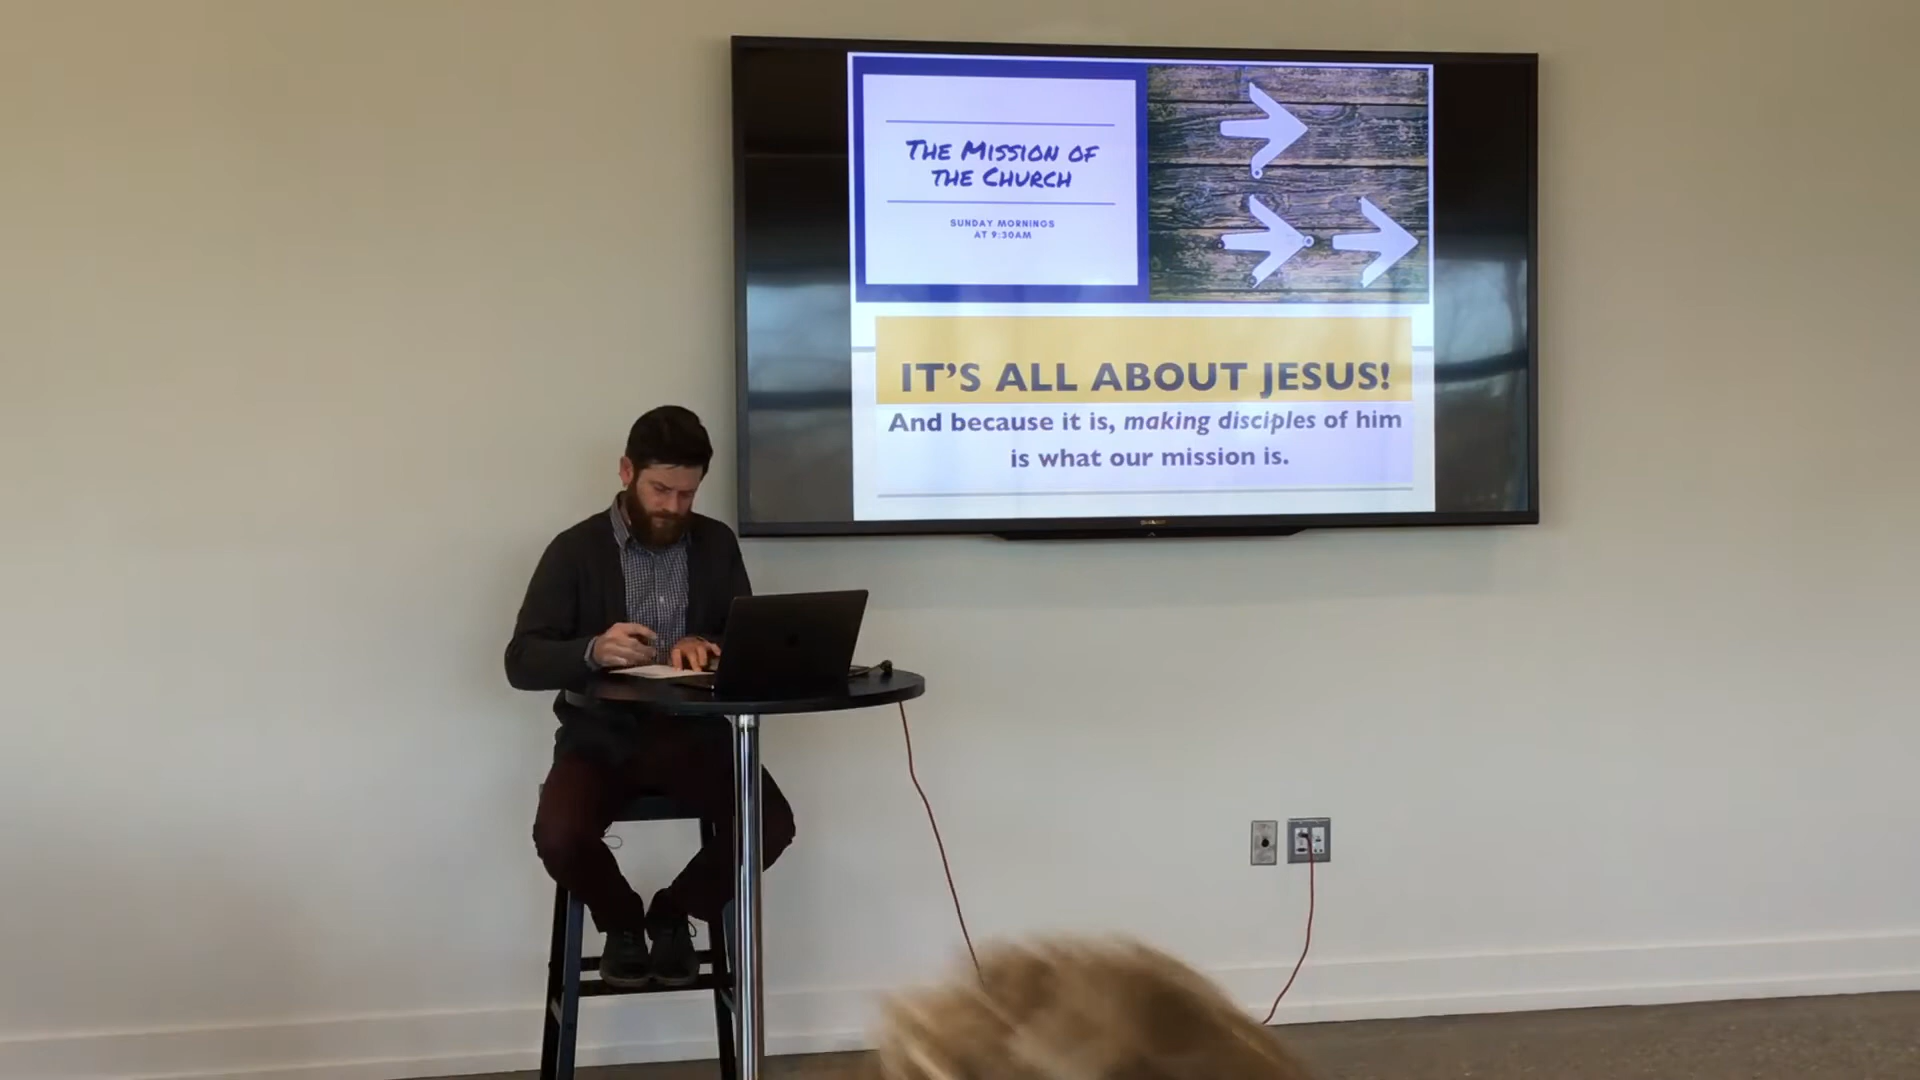 THE MISSION OF
THE CHURCH
SUNDAY MORNINGS
AT 9:30AM
IT'S ALL ABOUT JESUS!
And because it is, making disciples of him
is what our mission is.